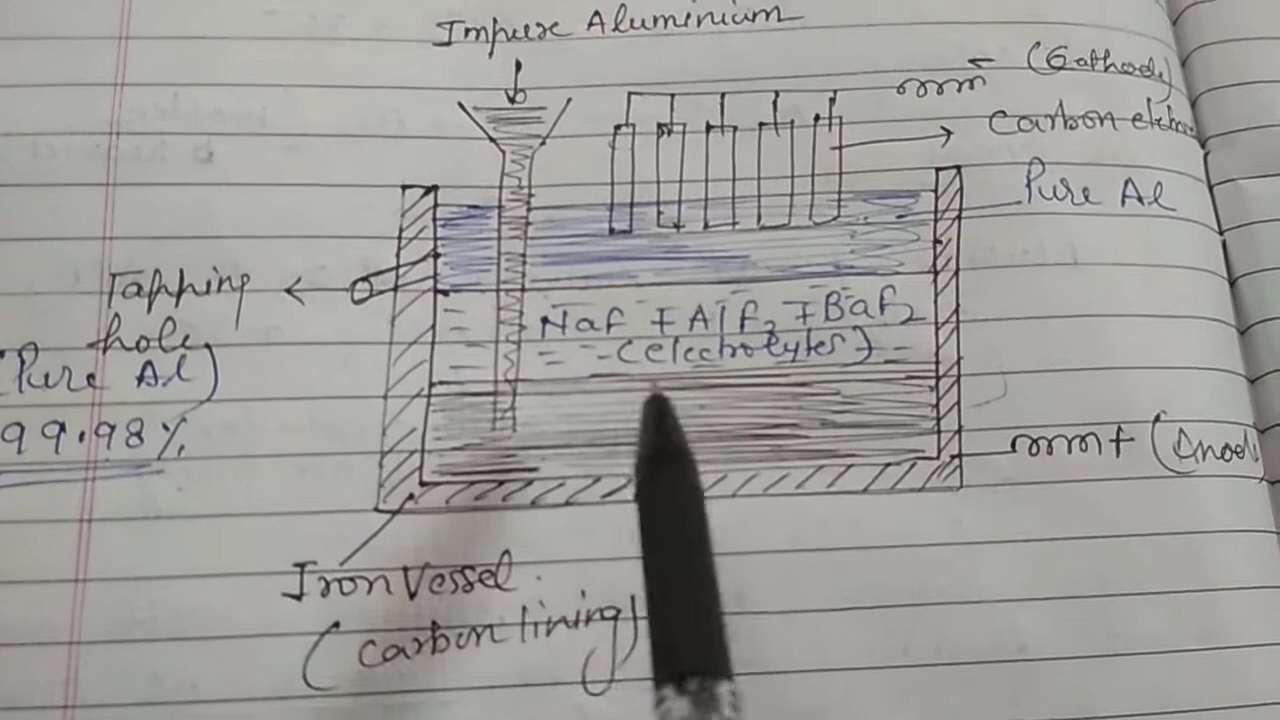 Impure Aluminium
(Cathode)
Carbon
Pure Al
Tapping
hole
(Pure Al)
99.98%
NaF + AlF3 + BaF2
(electrolytes)
+ (Anode
Iron Vessel
(Carbon lining)